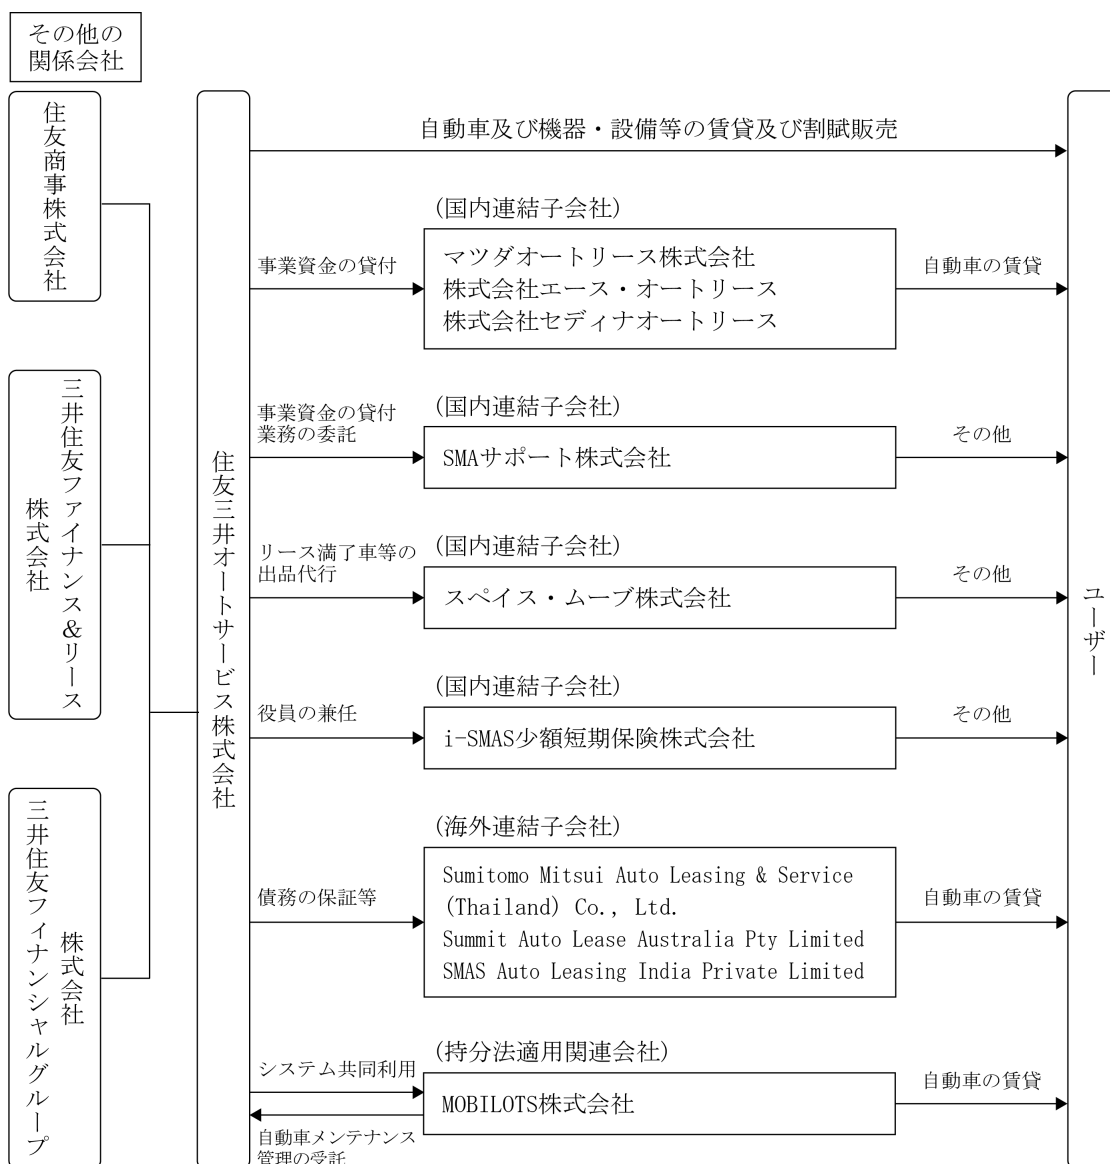 その他の
関係会社
住友商事株式会社
三井住友ファイナンス&リース
株式会社
三井住友フィナンシャルグループ
株式会社
住友三井オートサービス株式会社
自動車及び機器・設備等の賃貸及び割賦販売
(国内連結子会社)
事業資金の貸付
マツダオートリース株式会社
株式会社エース・オートリース
株式会社セディナオートリース
自動車の賃貸
(国内連結子会社)
事業資金の貸付
業務の委託
SMAサポート株式会社
その他
(国内連結子会社)
リース満了車等の
出品代行
スペイス・ムーブ株式会社
その他
(国内連結子会社)
役員の兼任
i-SMAS少額短期保険株式会社
その他
(海外連結子会社)
債務の保証等
Sumitomo Mitsui Auto Leasing & Service
(Thailand) Co., Ltd.
Summit Auto Lease Australia Pty Limited
SMAS Auto Leasing India Private Limited
自動車の賃貸
(持分法適用関連会社)
システム共同利用
MOBILOTS株式会社
自動車の賃貸
自動車メンテナンス
管理の受託
ユーザー